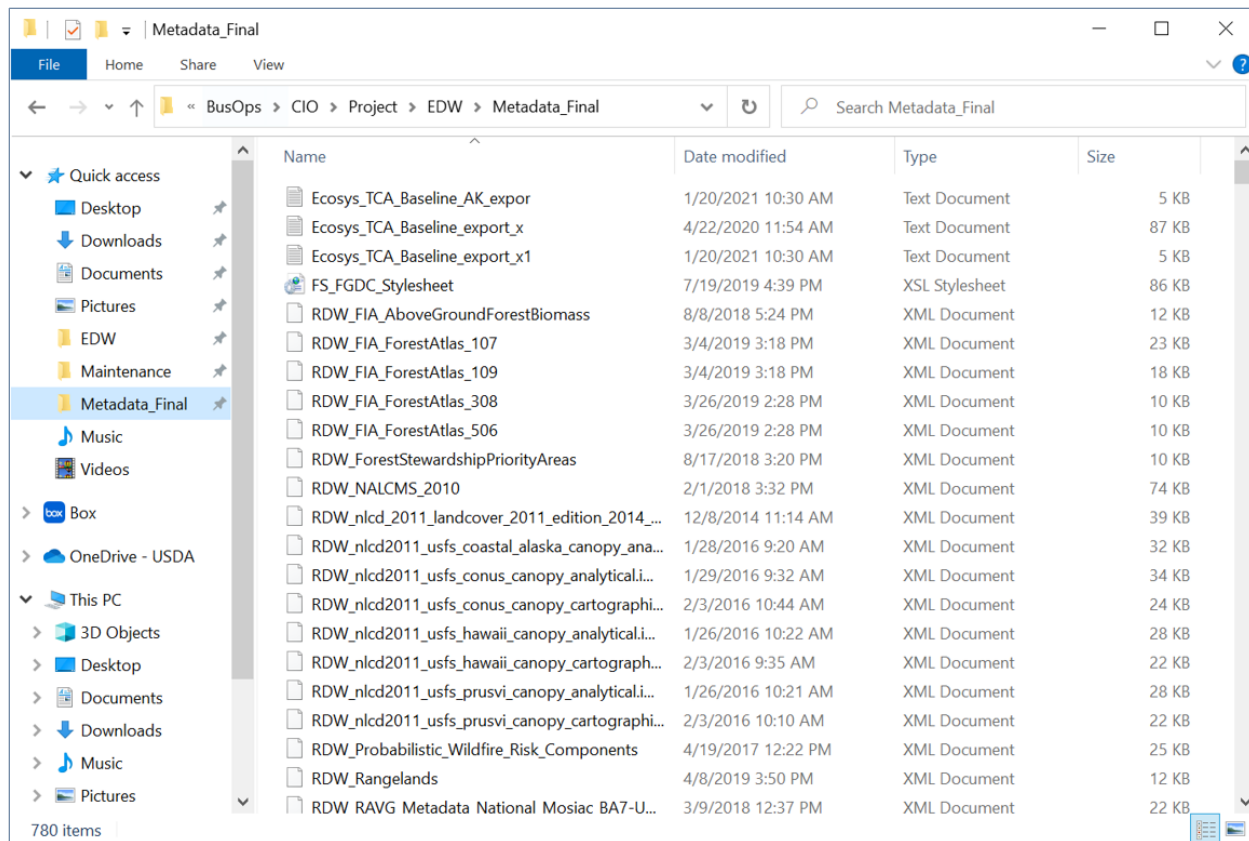 Metadata_Final
File Home Share View
« BusOps > CIO > Project > EDW > Metadata_Final
Search Metadata_Final
Quick access
Desktop
Downloads
Documents
Pictures
EDW
Maintenance
Metadata_Final
Music
Videos
box Box
OneDrive - USDA
This PC
3D Objects
Desktop
Documents
Downloads
Music
Pictures
Name Date modified Type Size
Ecosys_TCA_Baseline_AK_expor 1/20/2021 10:30 AM Text Document 5 KB
Ecosys_TCA_Baseline_export_x 4/22/2020 11:54 AM Text Document 87 KB
Ecosys_TCA_Baseline_export_x1 1/20/2021 10:30 AM Text Document 5 KB
FS_FGDC_Stylesheet 7/19/2019 4:39 PM XSL Stylesheet 86 KB
RDW_FIA_AboveGroundForestBiomass 8/8/2018 5:24 PM XML Document 12 KB
RDW_FIA_ForestAtlas_107 3/4/2019 3:18 PM XML Document 23 KB
RDW_FIA_ForestAtlas_109 3/4/2019 3:18 PM XML Document 18 KB
RDW_FIA_ForestAtlas_308 3/26/2019 2:28 PM XML Document 10 KB
RDW_FIA_ForestAtlas_506 3/26/2019 2:28 PM XML Document 10 KB
RDW_ForestStewardshipPriorityAreas 8/17/2018 3:20 PM XML Document 10 KB
RDW_NALCMS_2010 2/1/2018 3:32 PM XML Document 74 KB
RDW_nlcd_2011_landcover_2011_edition_2014_... 12/8/2014 11:14 AM XML Document 39 KB
RDW_nlcd2011_usfs_coastal_alaska_canopy_ana... 1/28/2016 9:20 AM XML Document 32 KB
RDW_nlcd2011_usfs_conus_canopy_analytical.i... 1/29/2016 9:32 AM XML Document 34 KB
RDW_nlcd2011_usfs_conus_canopy_cartographi... 2/3/2016 10:44 AM XML Document 24 KB
RDW_nlcd2011_usfs_hawaii_canopy_analytical.i... 1/26/2016 10:22 AM XML Document 28 KB
RDW_nlcd2011_usfs_hawaii_canopy_cartograph... 2/3/2016 9:35 AM XML Document 22 KB
RDW_nlcd2011_usfs_prusvi_canopy_analytical.i... 1/26/2016 10:21 AM XML Document 28 KB
RDW_nlcd2011_usfs_prusvi_canopy_cartographi... 2/3/2016 10:10 AM XML Document 22 KB
RDW_Probabilistic_Wildfire_Risk_Components 4/19/2017 12:22 PM XML Document 25 KB
RDW_Rangelands 4/8/2019 3:50 PM XML Document 12 KB
RDW_RAVG_Metadata_National_Mosiac_BA7-U... 3/9/2018 12:37 PM XML Document 22 KB
780 items